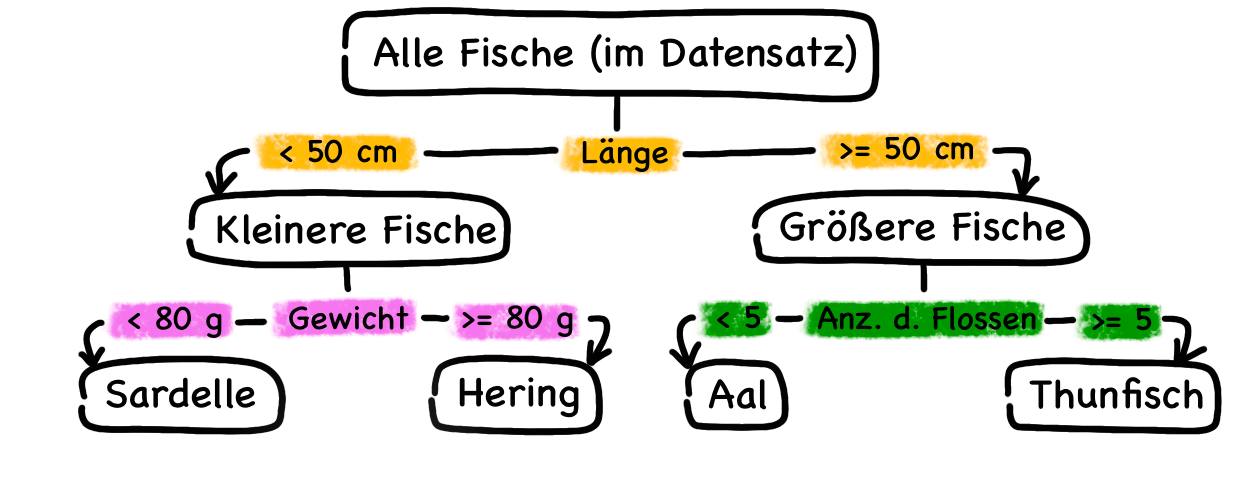 Alle Fische (im Datensatz)
< 50 cm Länge >= 50 cm
Kleinere Fische Größere Fische
< 80 g Gewicht >= 80 g < 5 Anz. d. Flossen >= 5
Sardelle Hering Aal Thunfisch